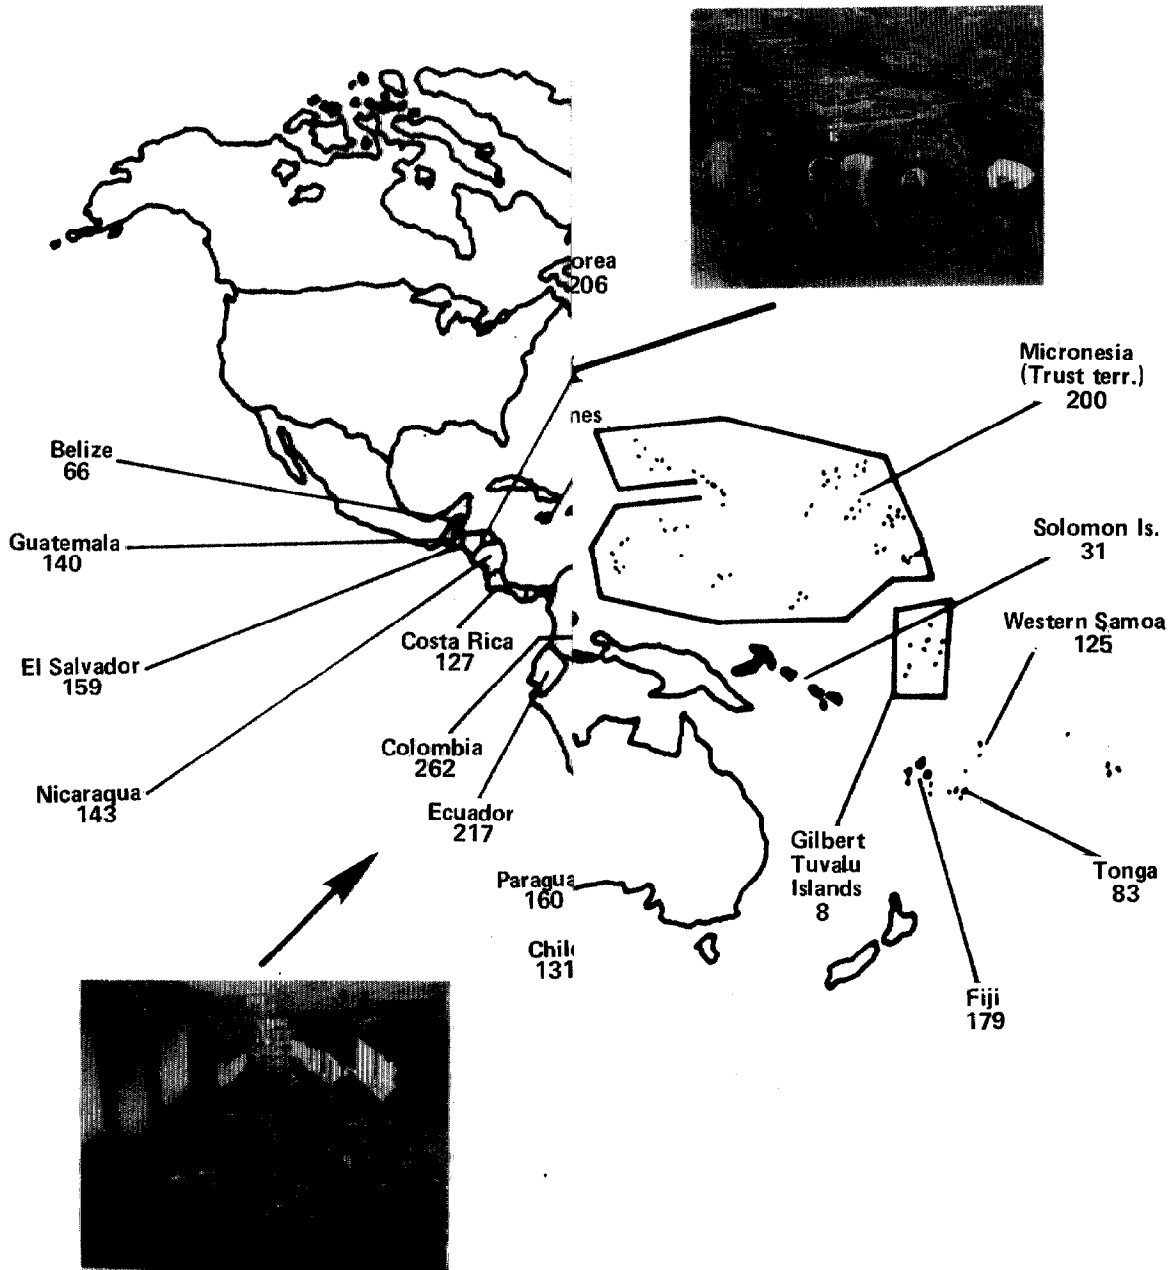 orea
206
Micronesia
(Trust terr.)
200
nes
Belize
66
Guatemala
140
Solomon Is.
31
Western Samoa
125
Costa Rica
127
El Salvador
159
Colombia
262
Nicaragua
143
Ecuador
217
Gilbert
Tuvalu
Islands
8
Tonga
83
Paragua
160
Chil
131
Fiji
179